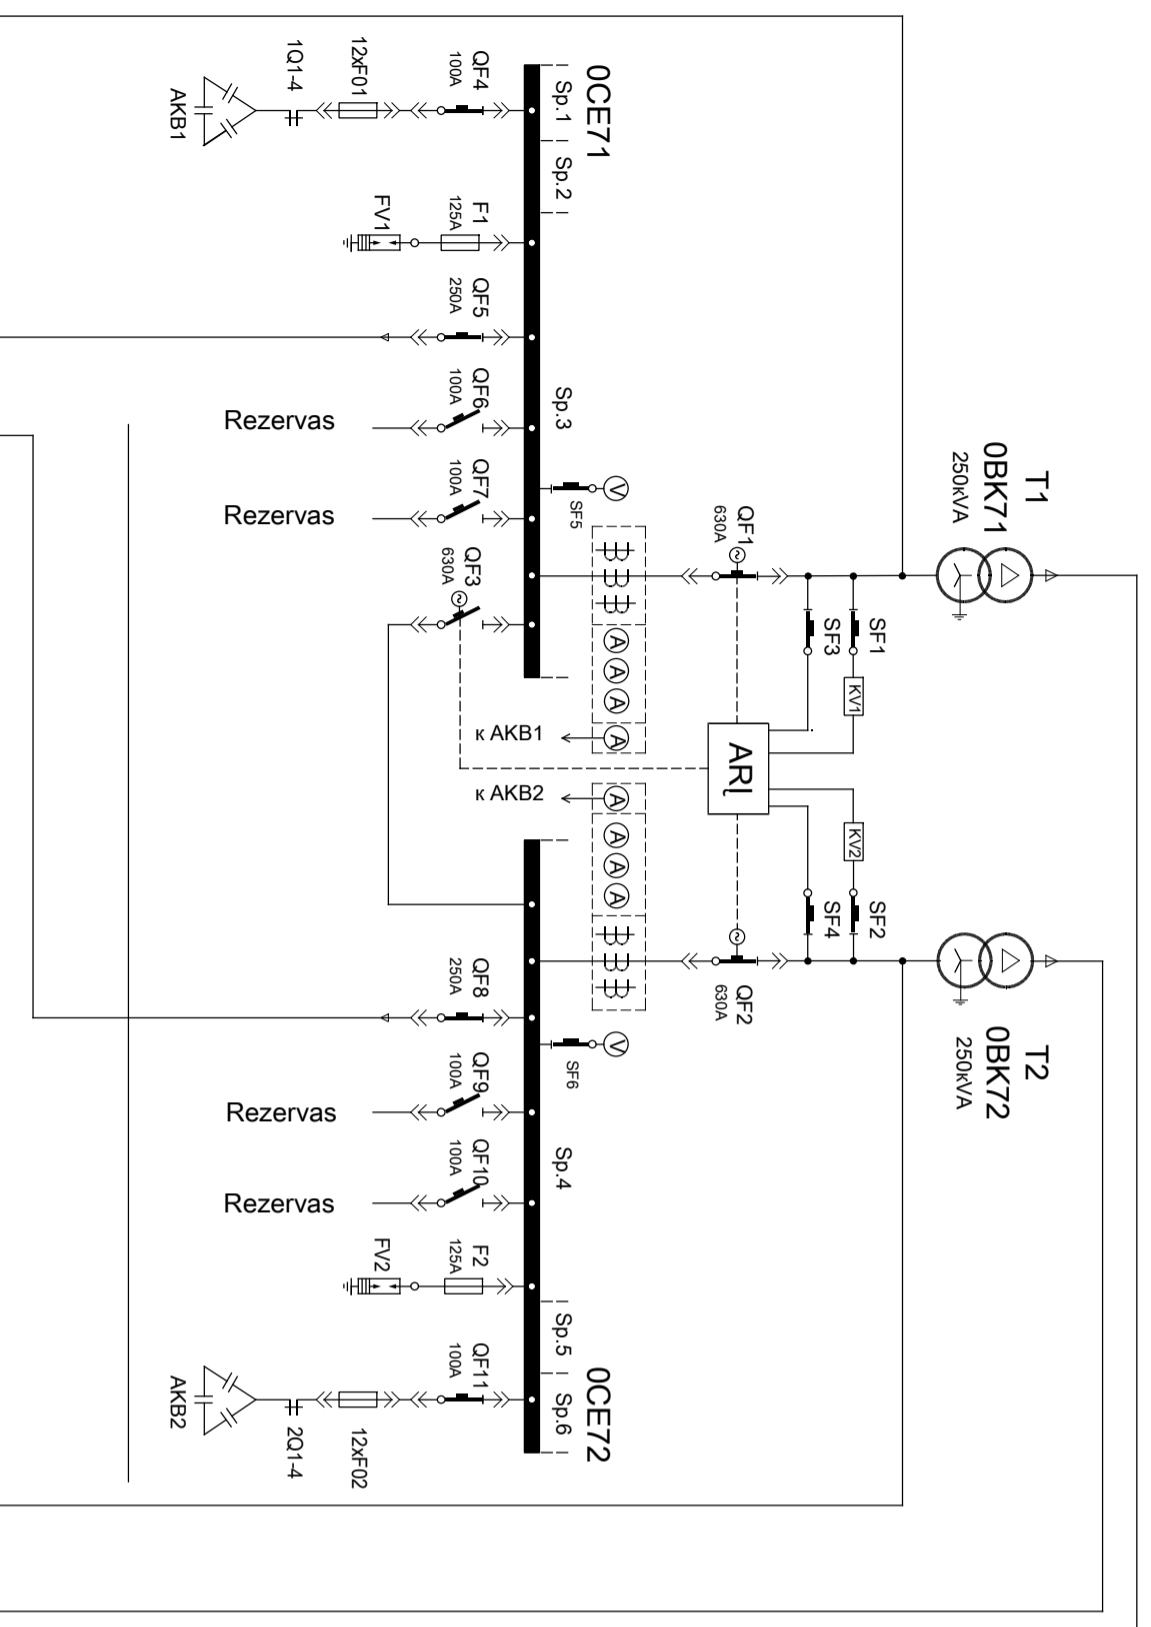 T1
0BK71
250кVA
T2
0BK72
250кVA
SF1
KV1
SF3
KV2
SF2
SF4
ARĮ
QF1
630A
QF2
630A
0CE71
Sp.1
Sp.2
Sp.3
V
SF5
A
A
A
A
к AKB1
A
к AKB2
A
A
A
0CE72
V
SF6
Sp.4
Sp.5
Sp.6
QF4
100A
12xF01
1Q1-4
AKB1
F1
125A
FV1
QF5
250A
QF6
100A
Rezervas
QF7
100A
Rezervas
QF3
630A
QF8
250A
QF9
100A
Rezervas
QF10
100A
Rezervas
F2
125A
FV2
QF11
100A
12xF02
2Q1-4
AKB2